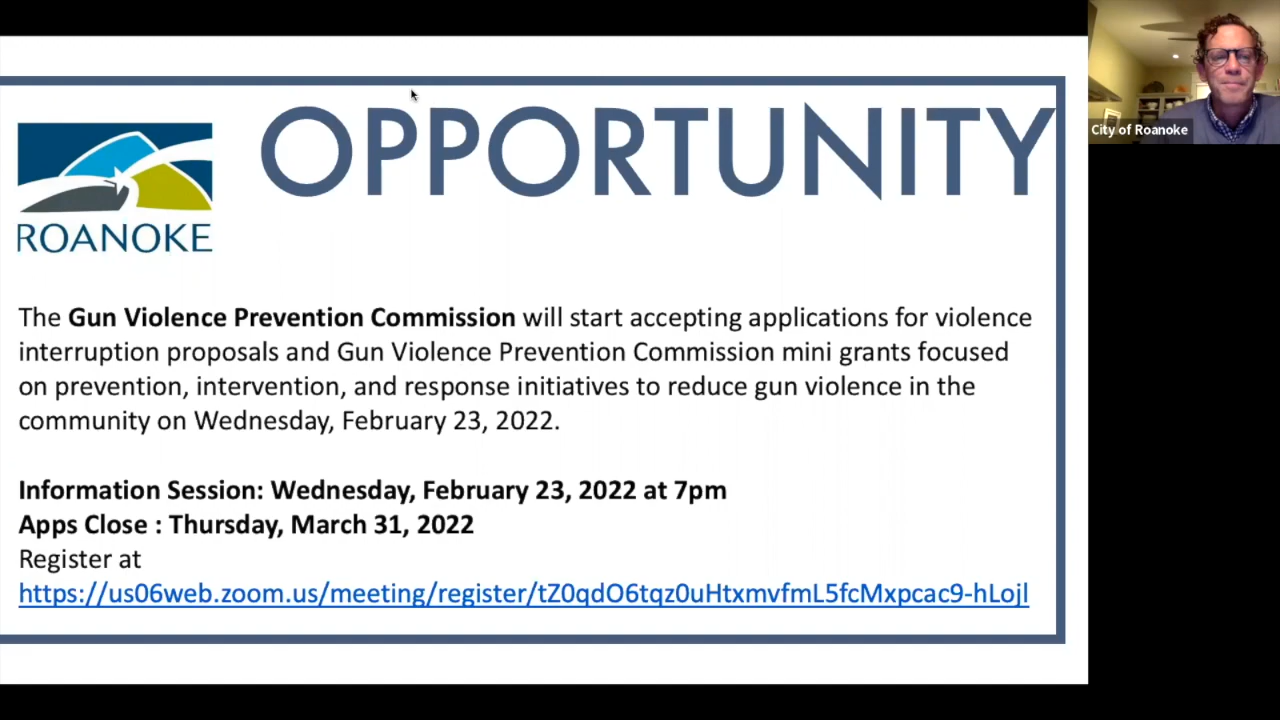 OPPORTUNITY
ROANOKE
The Gun Violence Prevention Commission will start accepting applications for violence
interruption proposals and Gun Violence Prevention Commission mini grants focused
on prevention, intervention, and response initiatives to reduce gun violence in the
community on Wednesday, February 23, 2022.
Information Session: Wednesday, February 23, 2022 at 7pm
Apps Close : Thursday, March 31, 2022
Register at
https://us06web.zoom.us/meeting/register/tZ0qdO6tqz0uHtxmvfmL5fcMxpcac9-hLojl
City of Roanoke